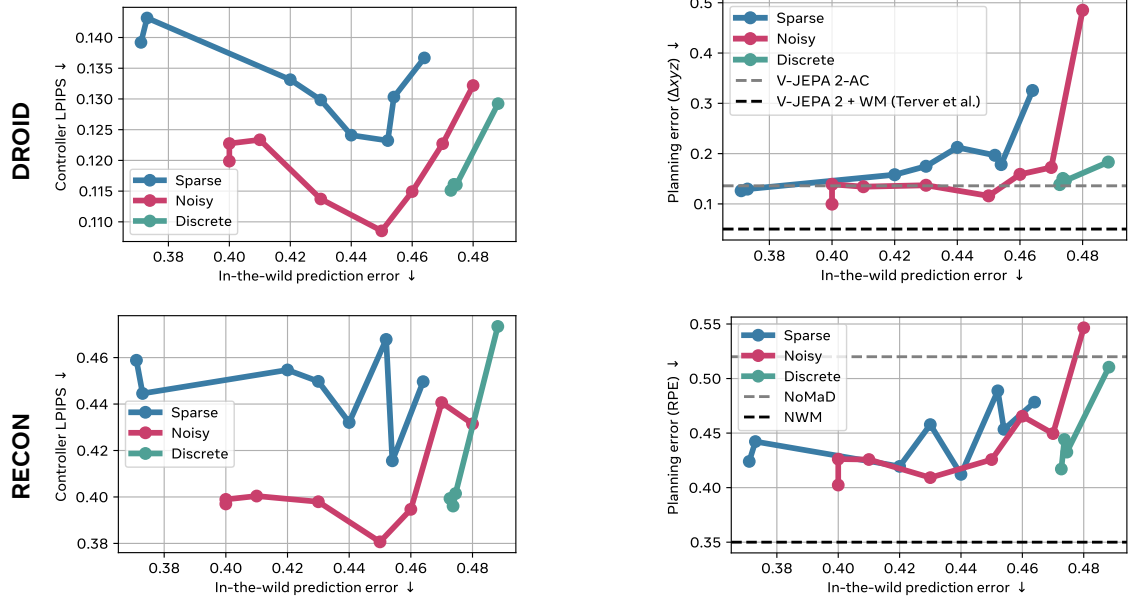 DROID
Controller LPIPS ↓
0.140
0.135
0.130
0.125
0.120
0.115
0.110
Sparse
Noisy
Discrete
0.38 0.40 0.42 0.44 0.46 0.48
In-the-wild prediction error ↓
Planning error (Δxyz) ↓
0.5
0.4
0.3
0.2
0.1
Sparse
Noisy
Discrete
V-JEPA 2-AC
V-JEPA 2 + WM (Terver et al.)
0.38 0.40 0.42 0.44 0.46 0.48
In-the-wild prediction error ↓
RECON
Controller LPIPS ↓
0.46
0.44
0.42
0.40
0.38
Sparse
Noisy
Discrete
0.38 0.40 0.42 0.44 0.46 0.48
In-the-wild prediction error ↓
Planning error (RPE) ↓
0.55
0.50
0.45
0.40
0.35
Sparse
Noisy
Discrete
NoMaD
NWM
0.38 0.40 0.42 0.44 0.46 0.48
In-the-wild prediction error ↓